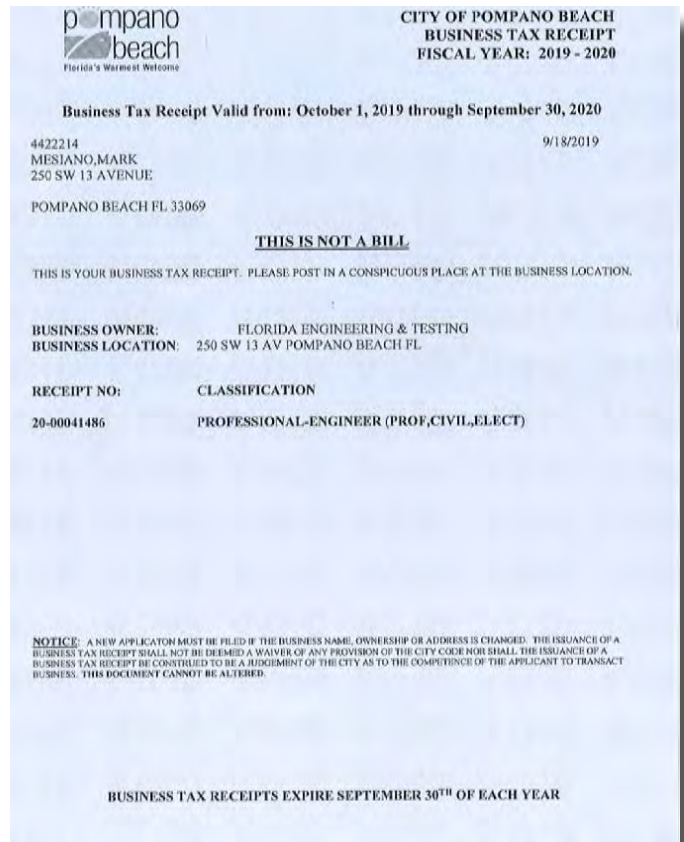 pompano
beach
Florida's Warmest Welcome
CITY OF POMPANO BEACH
BUSINESS TAX RECEIPT
FISCAL YEAR: 2019 - 2020
Business Tax Receipt Valid from: October 1, 2019 through September 30, 2020
4422214
9/18/2019
MESIANO,MARK
250 SW 13 AVENUE
POMPANO BEACH FL 33069
THIS IS NOT A BILL
THIS IS YOUR BUSINESS TAX RECEIPT. PLEASE POST IN A CONSPICUOUS PLACE AT THE BUSINESS LOCATION.
BUSINESS OWNER: FLORIDA ENGINEERING & TESTING
BUSINESS LOCATION: 250 SW 13 AV POMPANO BEACH FL
RECEIPT NO: CLASSIFICATION
20-00041486 PROFESSIONAL-ENGINEER (PROF,CIVIL,ELECT)
NOTICE: A NEW APPLICATON MUST BE FILED IF THE BUSINESS NAME, OWNERSHIP OR ADDRESS IS CHANGED. THE ISSUANCE OF A
BUSINESS TAX RECEIPT SHALL NOT BE DEEMED A WAIVER OF ANY PROVISION OF THE CITY CODE NOR SHALL THE ISSUANCE OF A
BUSINESS TAX RECEIPT BE CONSTRUED TO BE A JUDGEMENT OF THE CITY AS TO THE COMPETENCE OF THE APPLICANT TO TRANSACT
BUSINESS. THIS DOCUMENT CANNOT BE ALTERED.
BUSINESS TAX RECEIPTS EXPIRE SEPTEMBER 30TH OF EACH YEAR